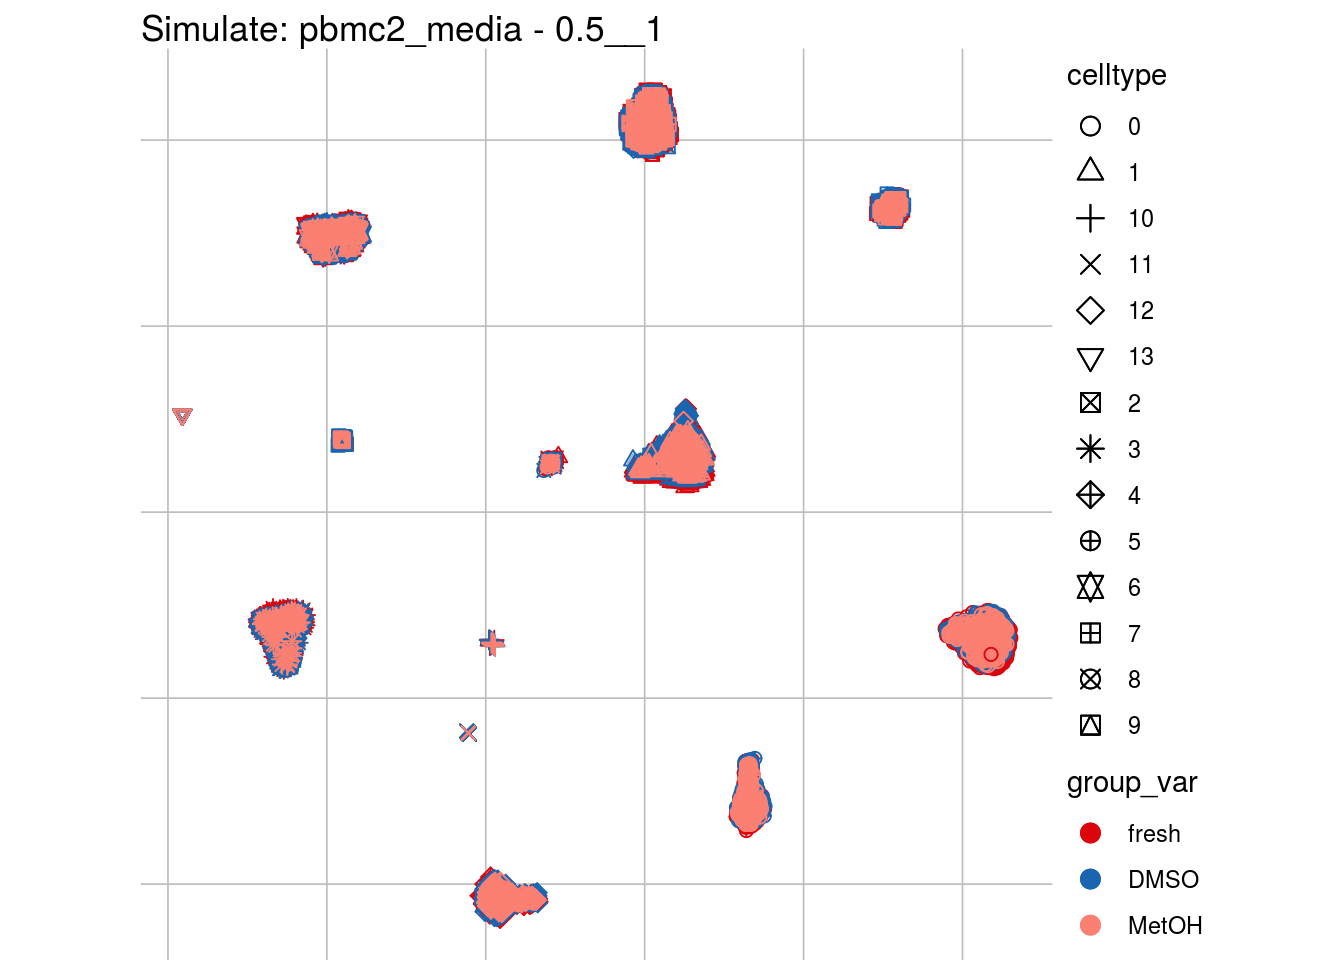 Simulate: pbmc2_media - 0.5__1
celltype
0
1
10
11
12
13
2
3
4
5
6
7
8
9
group_var
fresh
DMSO
MetOH